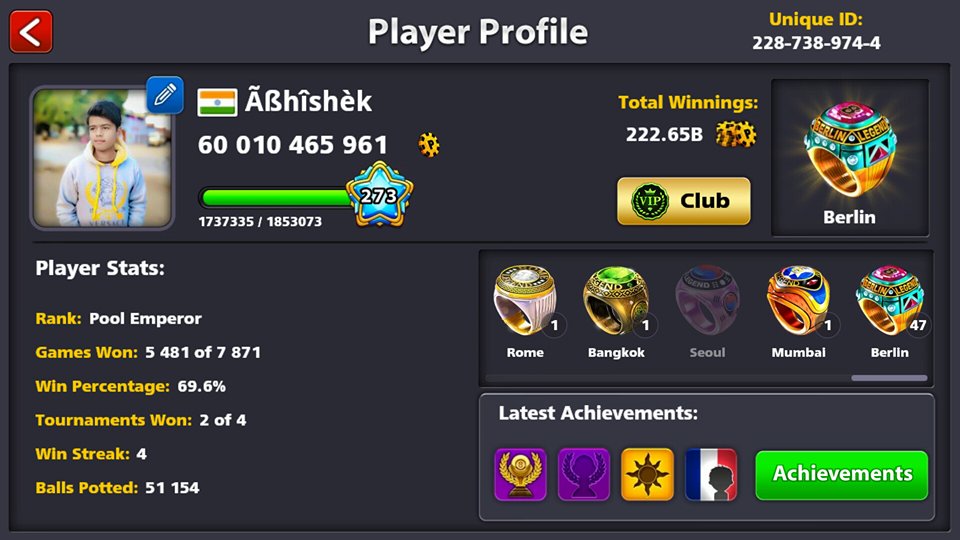 Player Profile
Unique ID:
228-738-974-4
Ãßhîshèk
60 010 465 961
273
1737335 / 1853073
Total Winnings:
222.65B
VIP Club
BERLIN LEGEND
Berlin
Player Stats:
Rank: Pool Emperor
Games Won: 5 481 of 7 871
Win Percentage: 69.6%
Tournaments Won: 2 of 4
Win Streak: 4
Balls Potted: 51 154
1
1
1
47
Rome
Bangkok
Seoul
Mumbai
Berlin
Latest Achievements:
Achievements